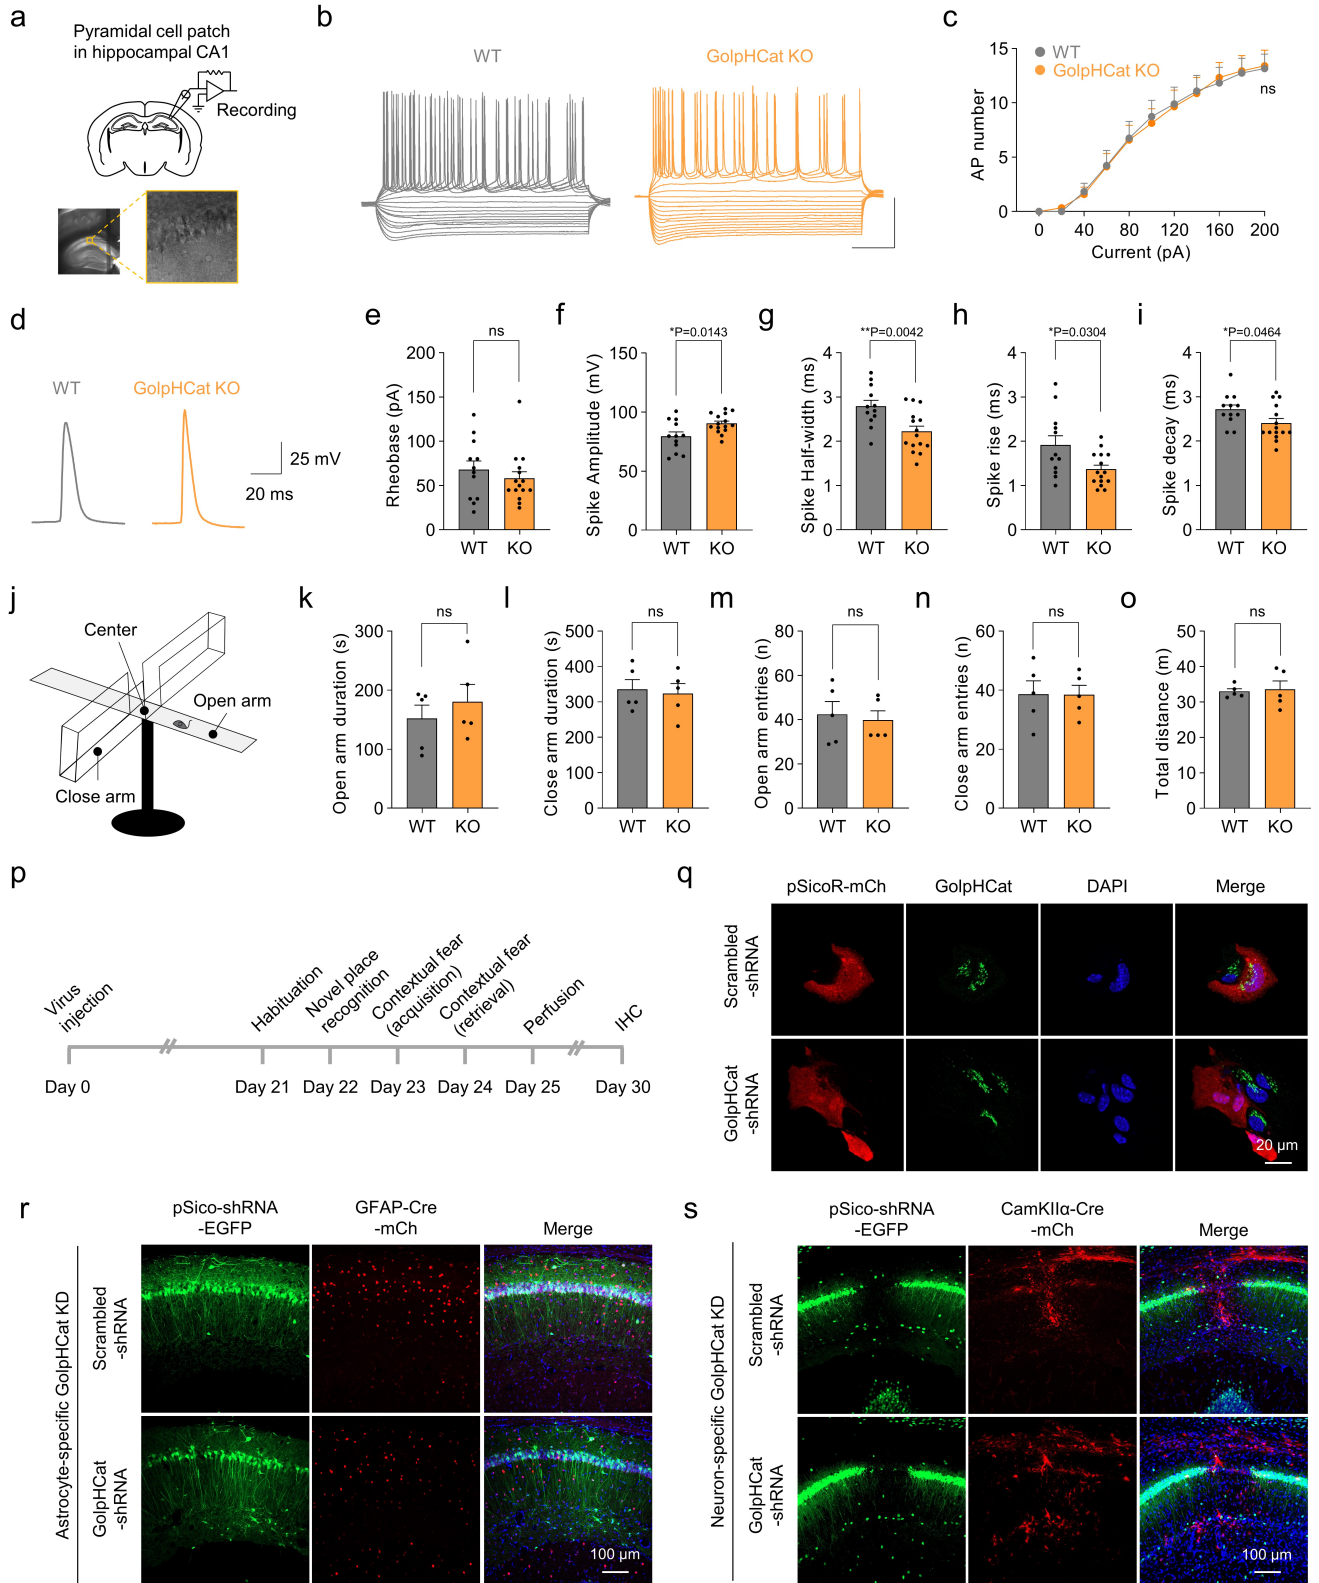 a
Pyramidal cell patch
in hippocampal CA1
Recording
b
WT
GolpHCat KO
c
WT
GolpHCat KO
ns
AP number
15
10
5
0
0
40
80
120
160
200
Current (pA)
d
WT
GolpHCat KO
25 mV
20 ms
e
ns
Rheobase (pA)
200
150
100
50
0
WT
KO
f
*P=0.0143
Spike Amplitude (mV)
150
100
50
0
WT
KO
g
**P=0.0042
Spike Half-width (ms)
4
3
2
1
0
WT
KO
h
*P=0.0304
Spike rise (ms)
4
3
2
1
0
WT
KO
i
*P=0.0464
Spike decay (ms)
4
3
2
1
0
WT
KO
j
Center
Open arm
Close arm
k
ns
Open arm duration (s)
300
200
100
0
WT
KO
l
ns
Close arm duration (s)
500
400
300
200
100
0
WT
KO
m
ns
Open arm entries (n)
80
60
40
20
0
WT
KO
n
ns
Close arm entries (n)
60
40
20
0
WT
KO
o
ns
Total distance (m)
50
40
30
20
10
0
WT
KO
p
Virus
injection
Habituation
Novel place
recognition
Contextual fear
(acquisition)
Contextual fear
(retrieval)
Perfusion
IHC
Day 0
Day 21
Day 22
Day 23
Day 24
Day 25
Day 30
q
pSicoR-mCh
GolpHCat
DAPI
Merge
Scrambled
-shRNA
GolpHCat
-shRNA
20 µm
r
pSico-shRNA
-EGFP
GFAP-Cre
-mCh
Merge
Astrocyte-specific GolpHCat KD
Scrambled
-shRNA
GolpHCat
-shRNA
100 µm
s
pSico-shRNA
-EGFP
CamKIIα-Cre
-mCh
Merge
Neuron-specific GolpHCat KD
Scrambled
-shRNA
GolpHCat
-shRNA
100 µm